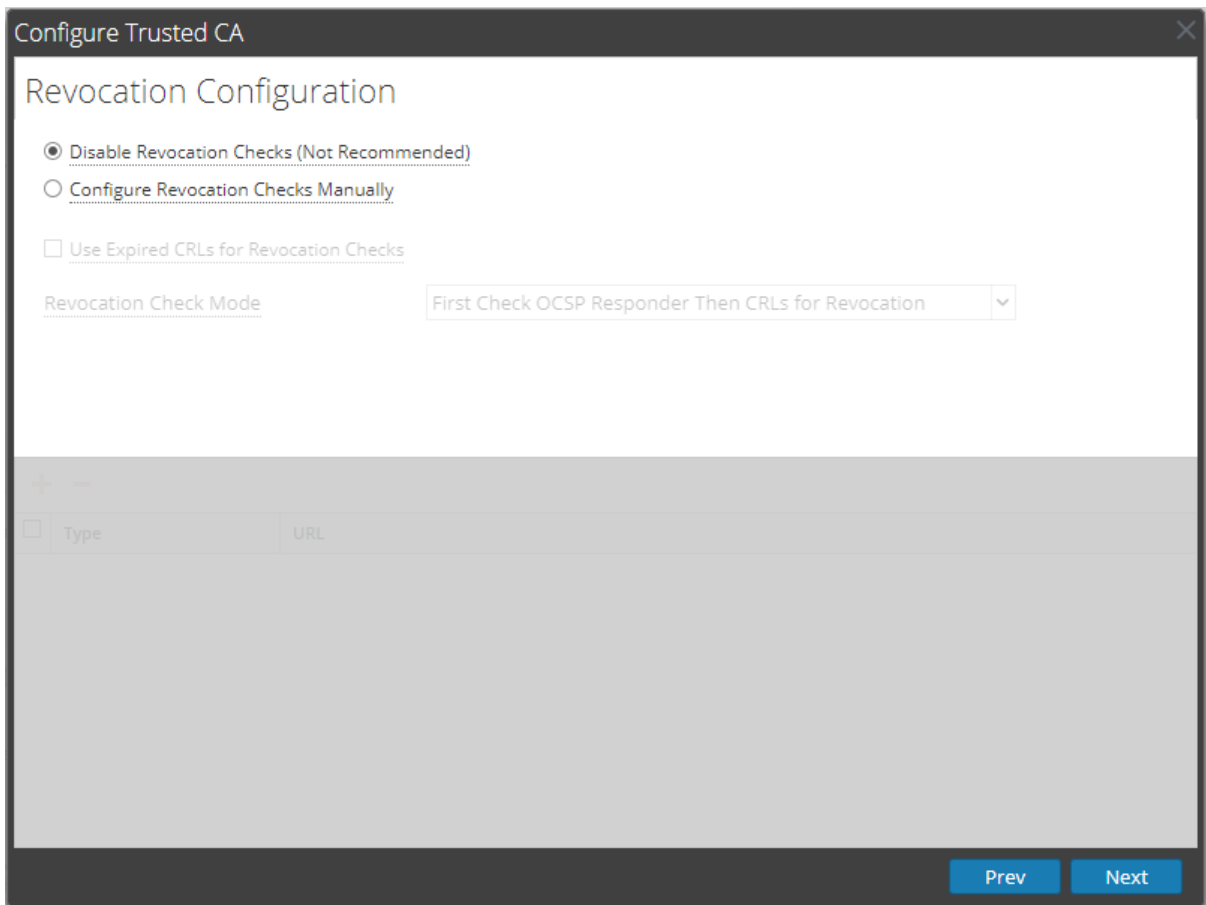 Configure Trusted CA
Revocation Configuration
Disable Revocation Checks (Not Recommended)
Configure Revocation Checks Manually
Use Expired CRLs for Revocation Checks
Revocation Check Mode First Check OCSP Responder Then CRLs for Revocation
Type URL
Prev Next